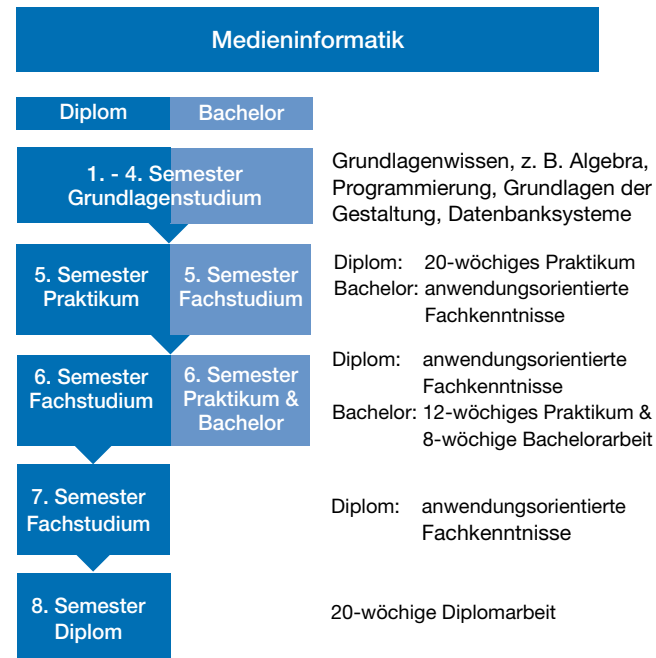 Medieninformatik
Diplom
Bachelor
1. - 4. Semester
Grundlagenstudium
Grundlagenwissen, z. B. Algebra,
Programmierung, Grundlagen der
Gestaltung, Datenbanksysteme
5. Semester
Praktikum
5. Semester
Fachstudium
Diplom: 20-wöchiges Praktikum
Bachelor: anwendungsorientierte
Fachkenntnisse
6. Semester
Fachstudium
6. Semester
Praktikum &
Bachelor
Diplom: anwendungsorientierte
Fachkenntnisse
Bachelor: 12-wöchiges Praktikum &
8-wöchige Bachelorarbeit
7. Semester
Fachstudium
Diplom: anwendungsorientierte
Fachkenntnisse
8. Semester
Diplom
20-wöchige Diplomarbeit